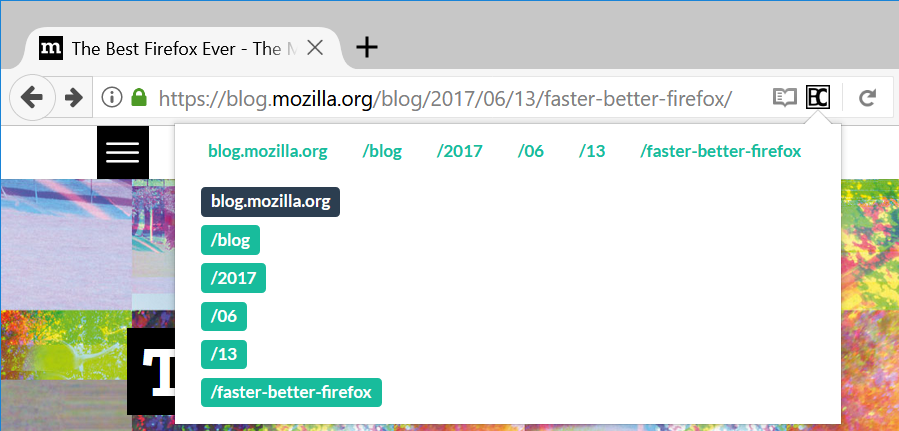 m The Best Firefox Ever - The M
https://blog.mozilla.org/blog/2017/06/13/faster-better-firefox/ BC
blog.mozilla.org /blog /2017 /06 /13 /faster-better-firefox
blog.mozilla.org
/blog
/2017
/06
/13
T
/faster-better-firefox